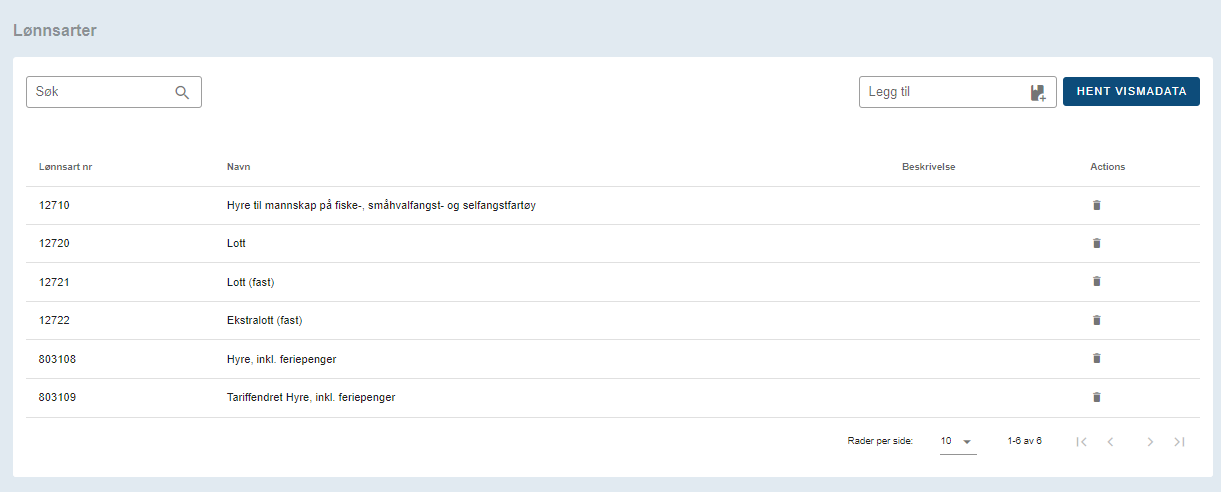 Lønnsarter
Søk
Legg til
HENT VISMADATA
Lønnsart nr Navn Beskrivelse Actions
12710 Hyre til mannskap på fiske-, småhvalfangst- og selfangstfartøy
12720 Lott
12721 Lott (fast)
12722 Ekstralott (fast)
803108 Hyre, inkl. feriepenger
803109 Tariffendret Hyre, inkl. feriepenger
Rader per side: 10 1-6 av 6